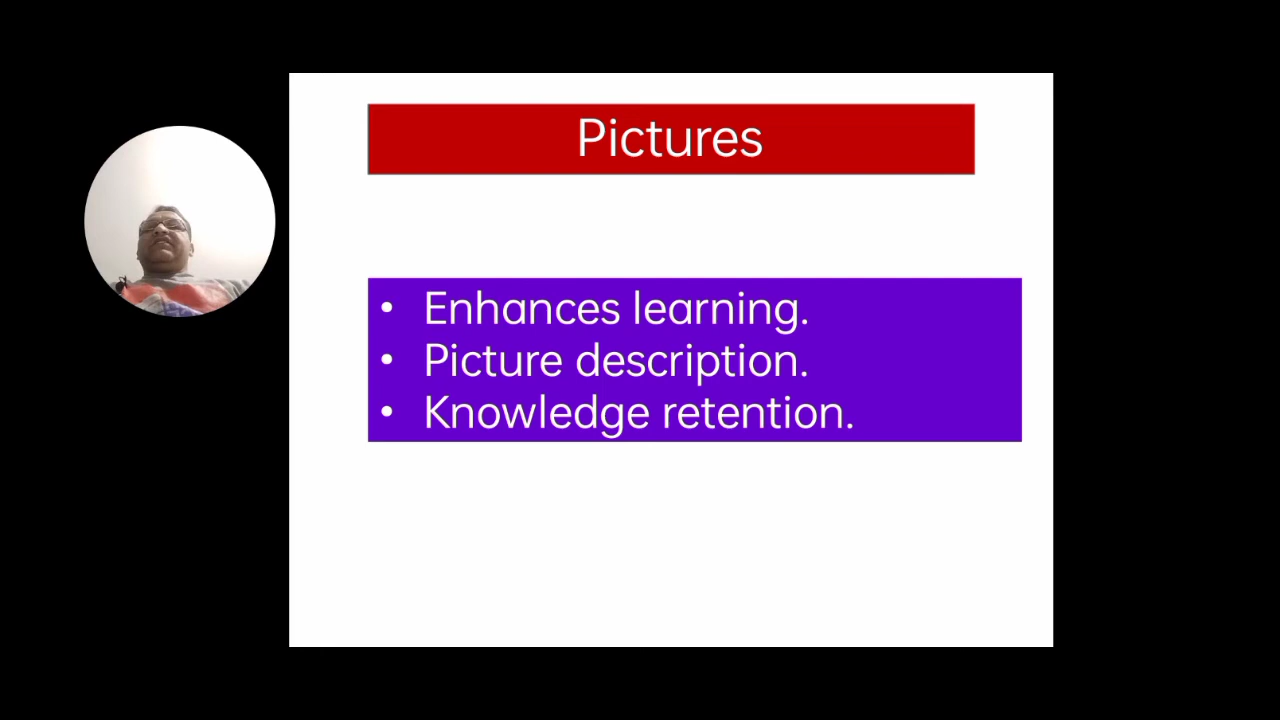 Pictures
• Enhances learning.
• Picture description.
• Knowledge retention.